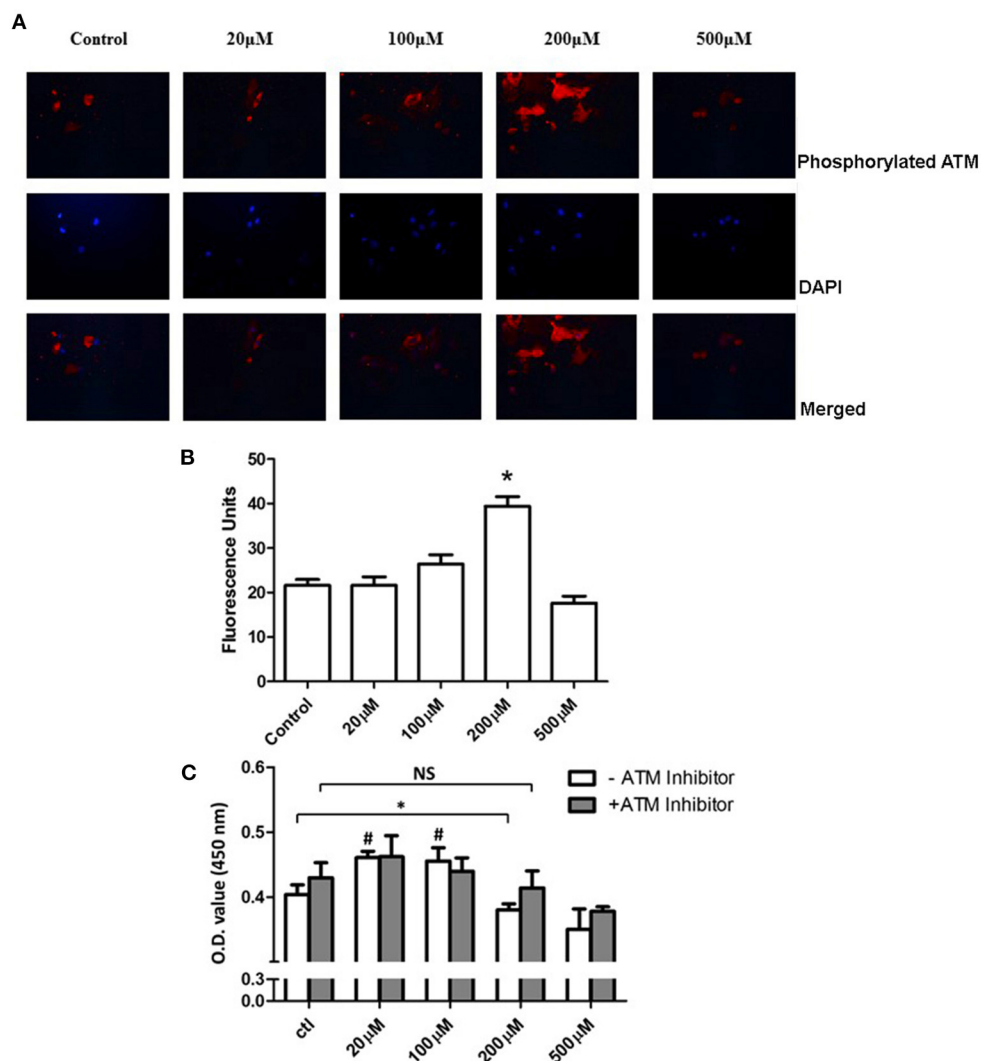 A
Control 20µM 100µM 200µM 500µM
Phosphorylated ATM
DAPI
Merged
B
Fluorescence Units
50
40
30
20
10
0
*
Control 20µM 100µM 200µM 500µM
C
O.D. value (450 nm)
0.6
0.5
0.4
0.3
0.0
NS
*
# #
- ATM Inhibitor
+ATM Inhibitor
ctl 20µM 100µM 200µM 500µM